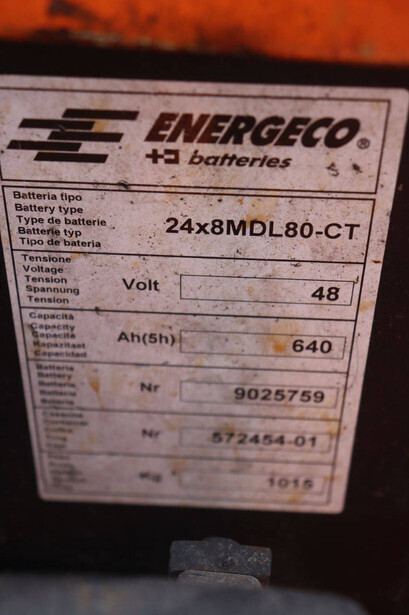 ENERGECO®
batteries
Batteria tipo
Battery type
Type de batterie
Batterie typ
Tipo de bateria
24x8MDL80-CT
Tensione
Voltage
Tension
Spannung
Tension
Volt
48
Capacità
Capacity
Capacité
Kapazitaet
Capacidad
Ah(5h)
640
Batteria
Battery
Batterie
Batterie
Nr
9025759
Nr
572454-01
Kg
1015